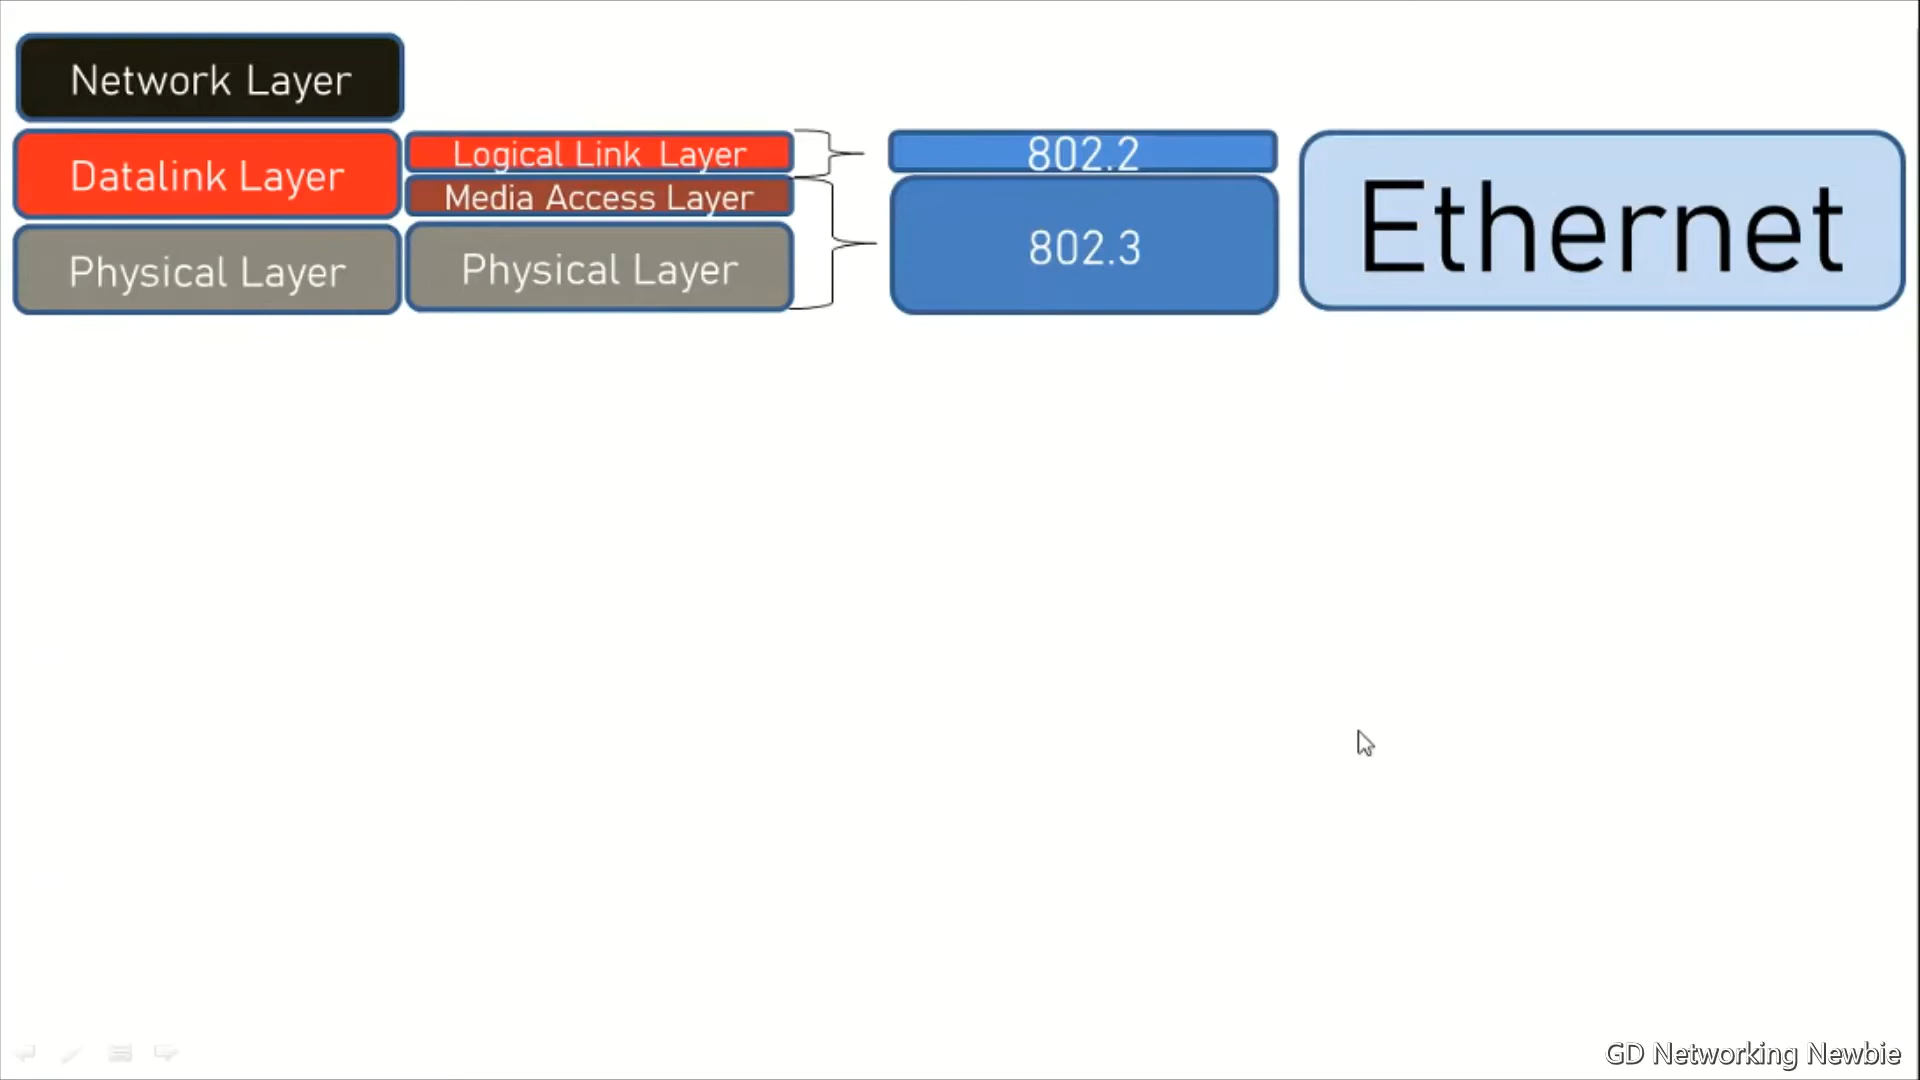 Network Layer
Datalink Layer
Physical Layer
Logical Link Layer
Media Access Layer
Physical Layer
802.2
802.3
Ethernet
GD Networking Newbie